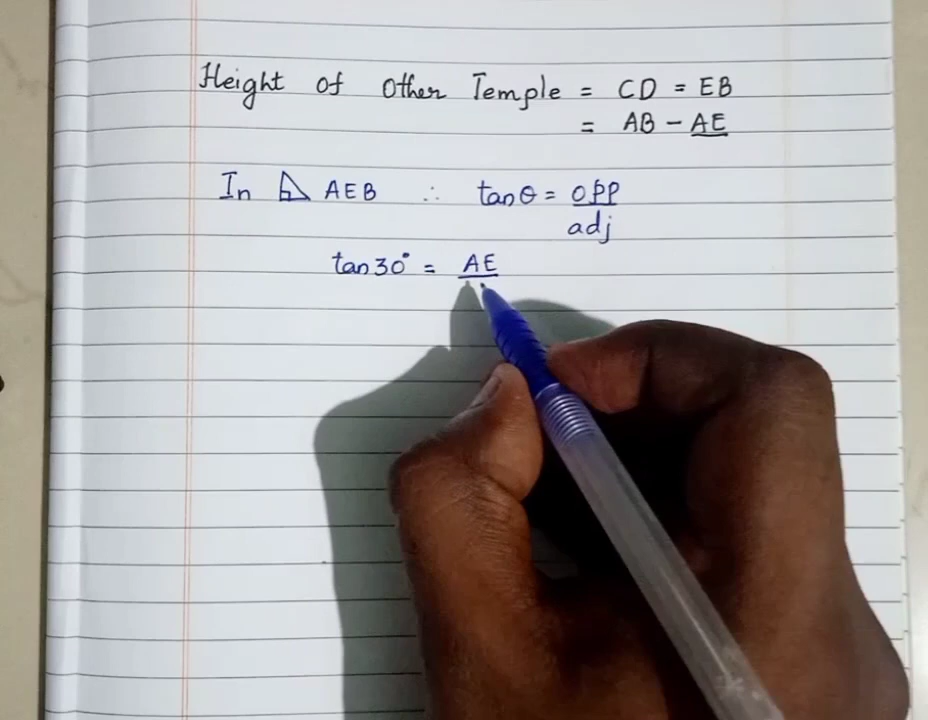 Height of Other Temple = CD = EB
= AB - AE
In ⊿ AEB ∴ tanθ = opp/adj
tan30° = AE